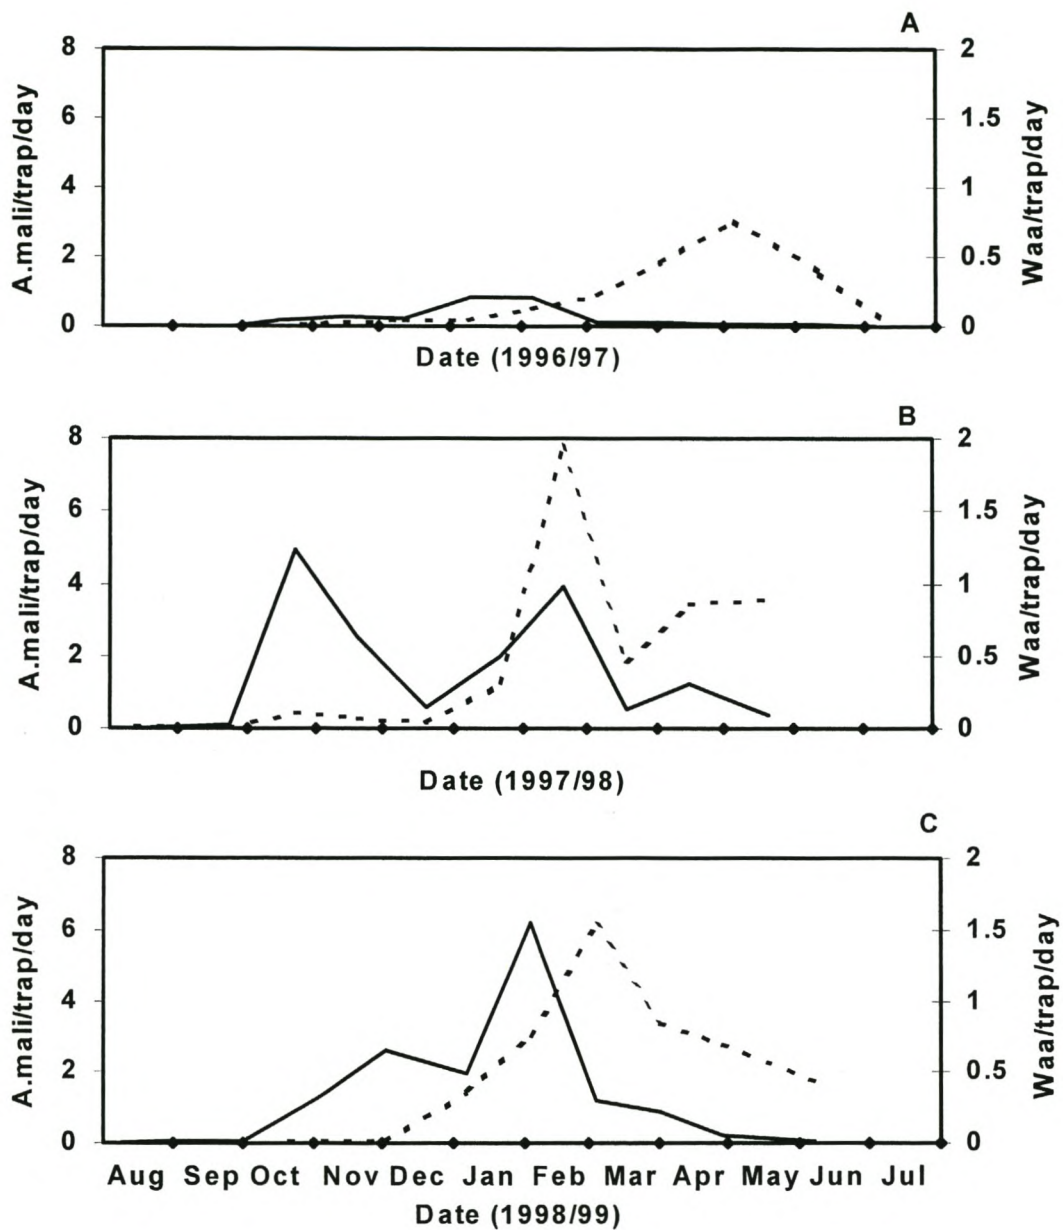 A
8 2
6 1.5
4 1
2 0.5
0 0
A.mali/trap/day
Waa/trap/day
Date (1996/97)
B
8 2
6 1.5
4 1
2 0.5
0 0
A.mali/trap/day
Waa/trap/day
Date (1997/98)
C
8 2
6 1.5
4 1
2 0.5
0 0
A.mali/trap/day
Waa/trap/day
Aug Sep Oct Nov Dec Jan Feb Mar Apr May Jun Jul
Date (1998/99)